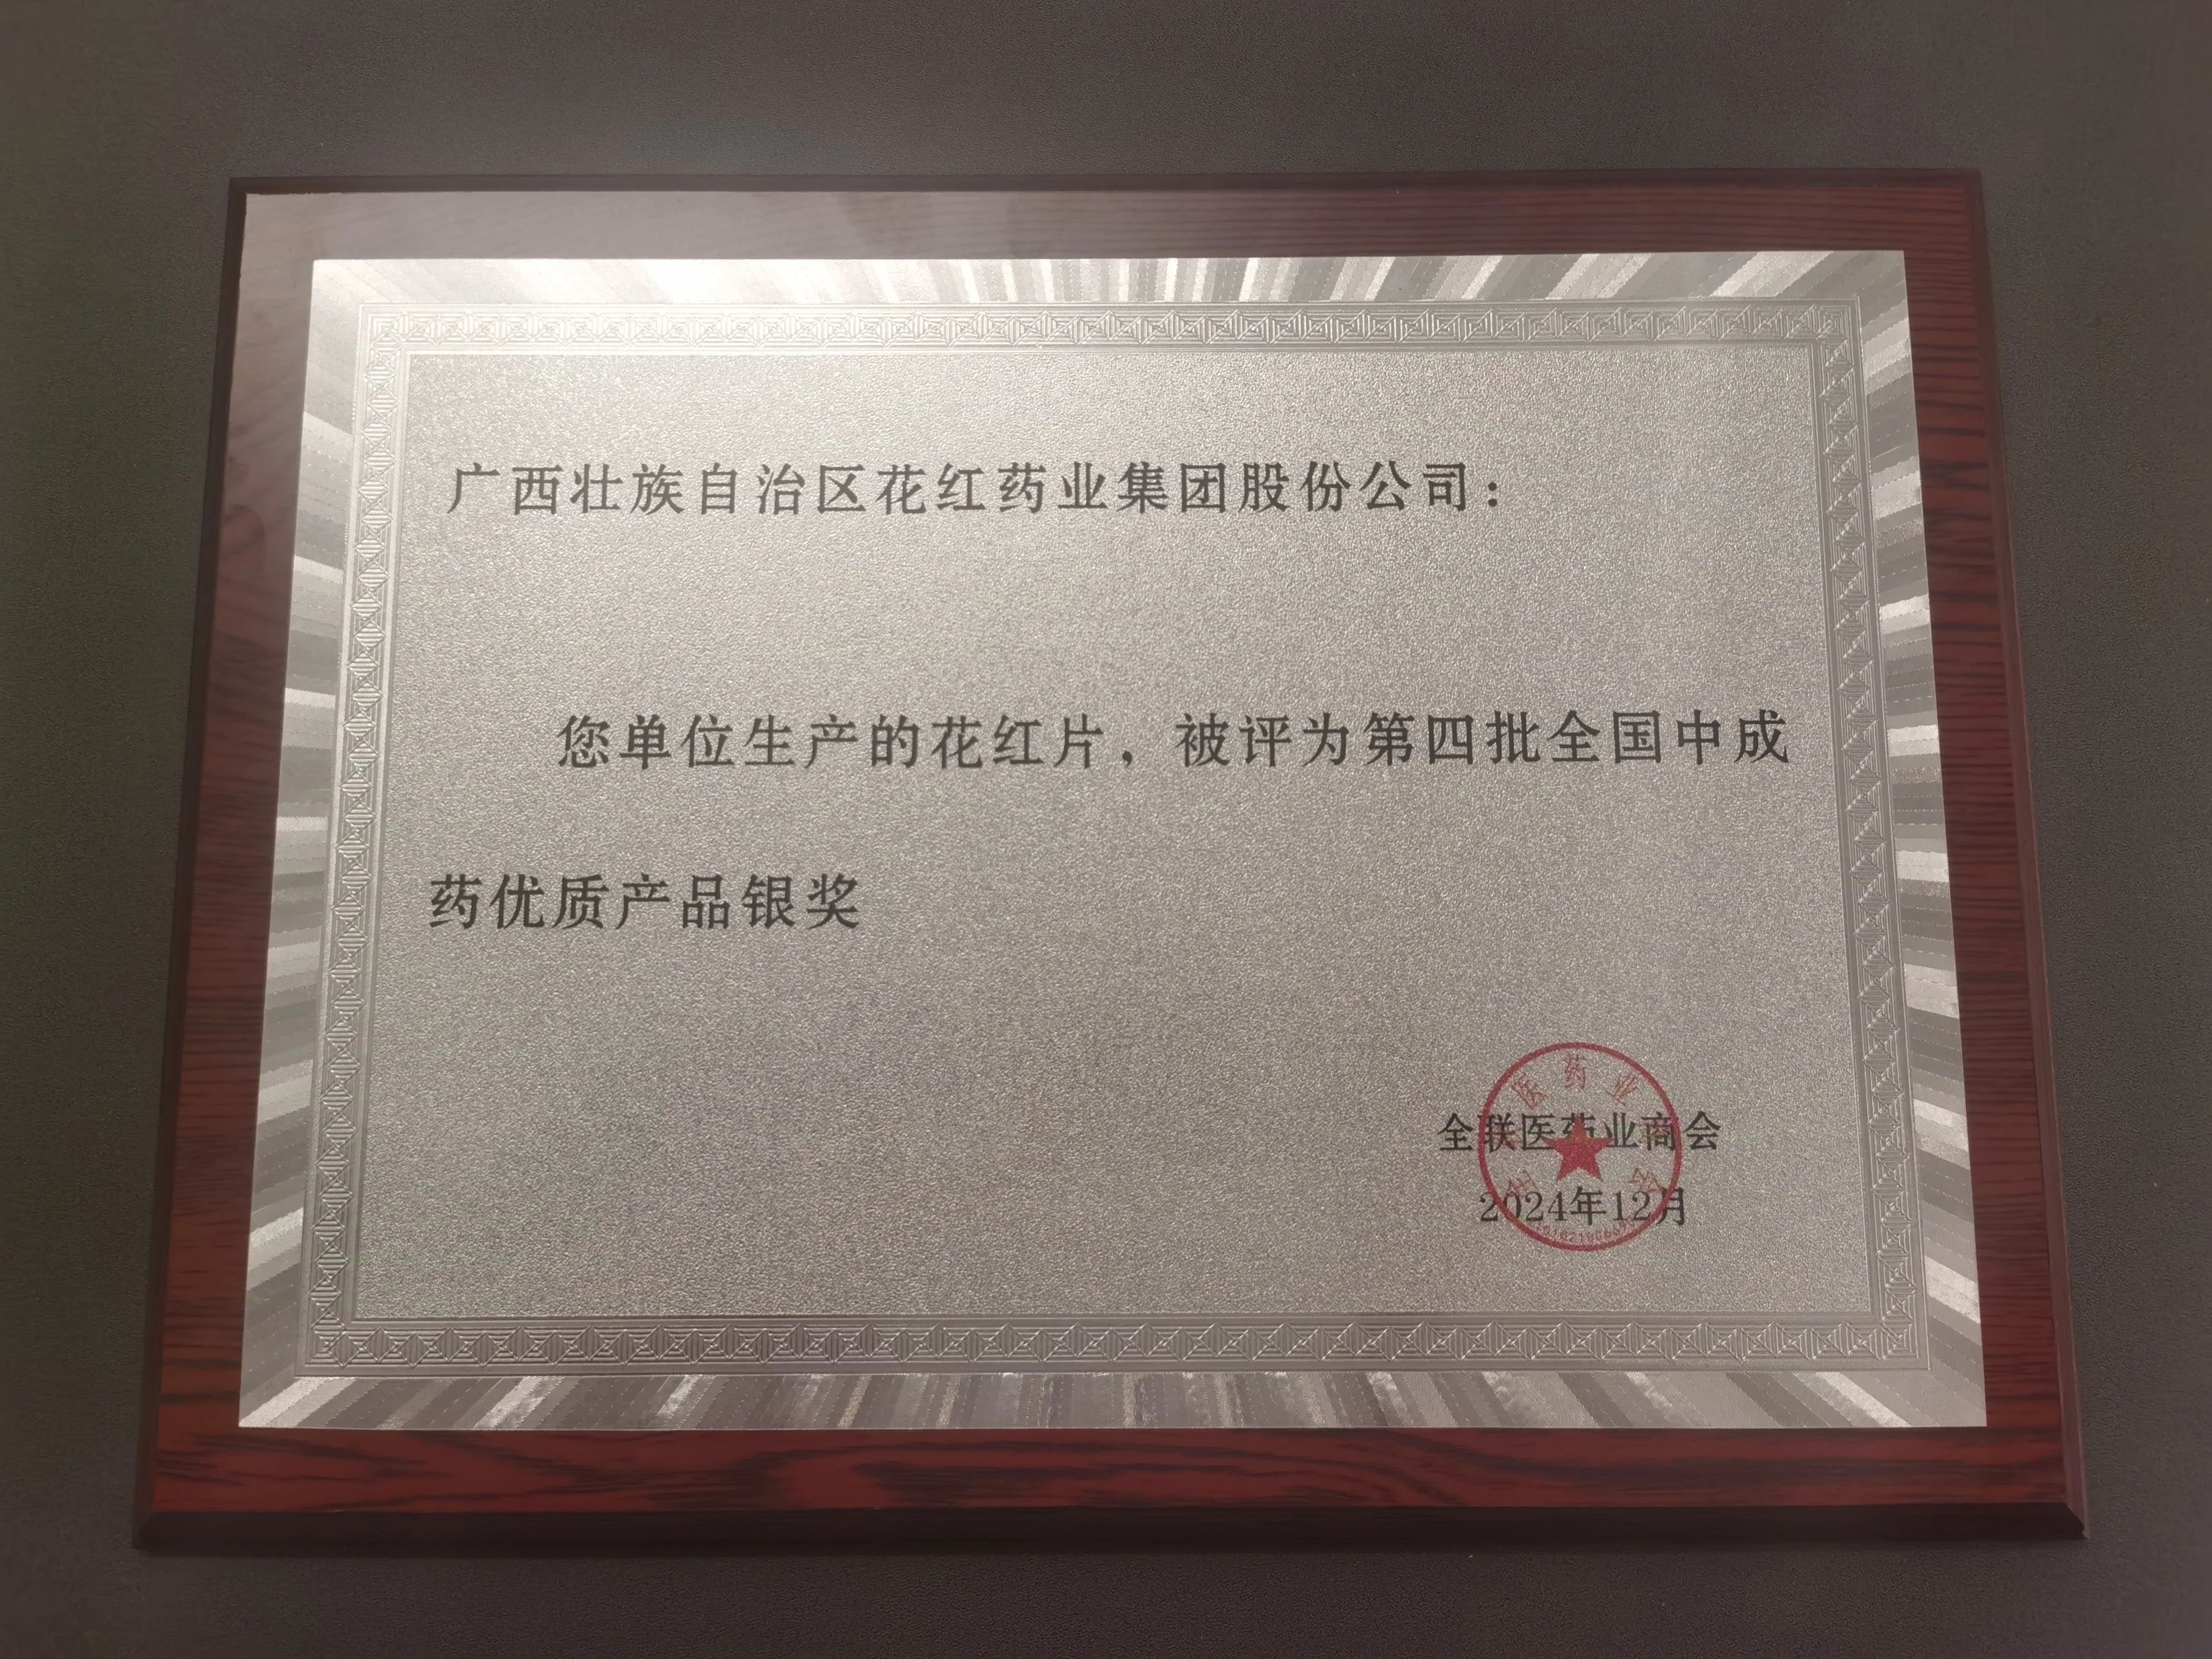 广西壮族自治区花红药业集团股份公司：
您单位生产的花红片，被评为第四批全国中成
药优质产品银奖
全联医药业商会
2024年12月